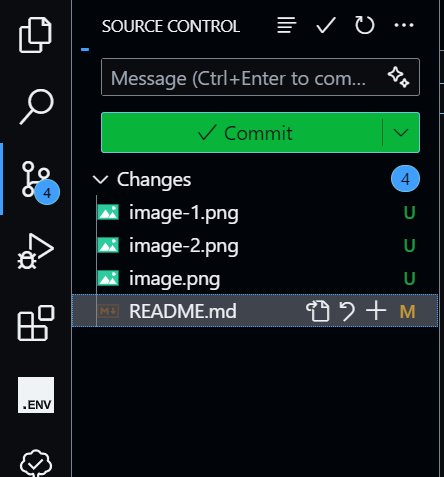 SOURCE CONTROL
Message (Ctrl+Enter to com...
Commit
4
Changes 4
image-1.png U
image-2.png U
image.png U
README.md M
.ENV